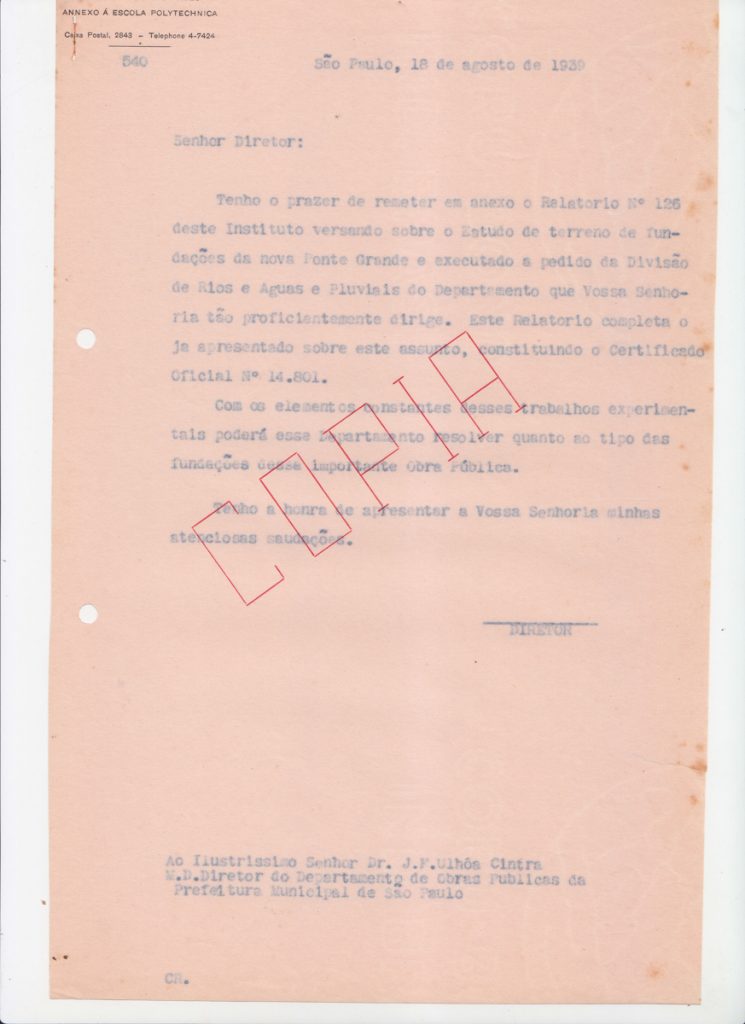 ANNEXO Á ESCOLA POLYTECHNICA
Caixa Postal, 2843 – Telephone 4-7424
540
São Paulo, 18 de agosto de 1939
Senhor Diretor:
Tenho o prazer de remeter em anexo o Relatorio Nº 126
deste Instituto versando sobre o Estudo de terreno de fun-
dações da nova Ponte Grande e executado a pedido da Divisão
de Rios e Aguas e Pluviais do Departamento que Vossa Senho-
ria tão proficientemente dirige. Este Relatorio completa o
ja apresentado sobre este assunto, constituindo o Certificado
Oficial Nº 14.801.
Com os elementos constantes desses trabalhos experimen-
tais poderá esse Departamento resolver quanto ao tipo das
fundações dessa importante Obra Pública.
Tenho a honra de apresentar a Vossa Senhoria minhas
atenciosas saudações.
COPIA
DIRETOR
Ao Ilustrissimo Senhor Dr. J.F.Ulhôa Cintra
M.D.Diretor do Departamento de Obras Publicas da
Prefeitura Municipal de São Paulo
CR.